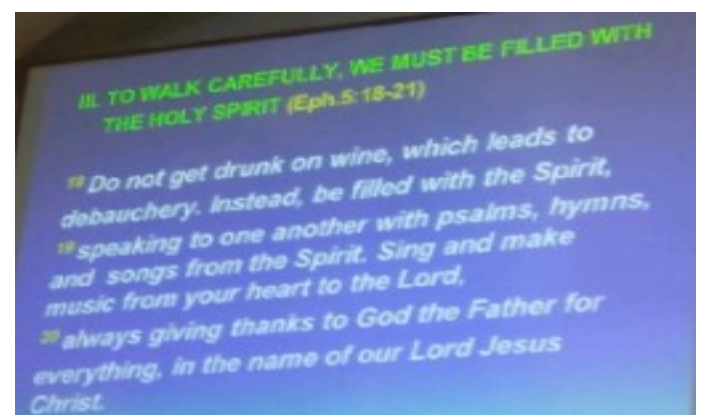 III. TO WALK CAREFULLY, WE MUST BE FILLED WITH
THE HOLY SPIRIT (Eph.5:18-21)
18 Do not get drunk on wine, which leads to
debauchery. Instead, be filled with the Spirit,
19 speaking to one another with psalms, hymns,
and songs from the Spirit. Sing and make
music from your heart to the Lord,
20 always giving thanks to God the Father for
everything, in the name of our Lord Jesus
Christ.